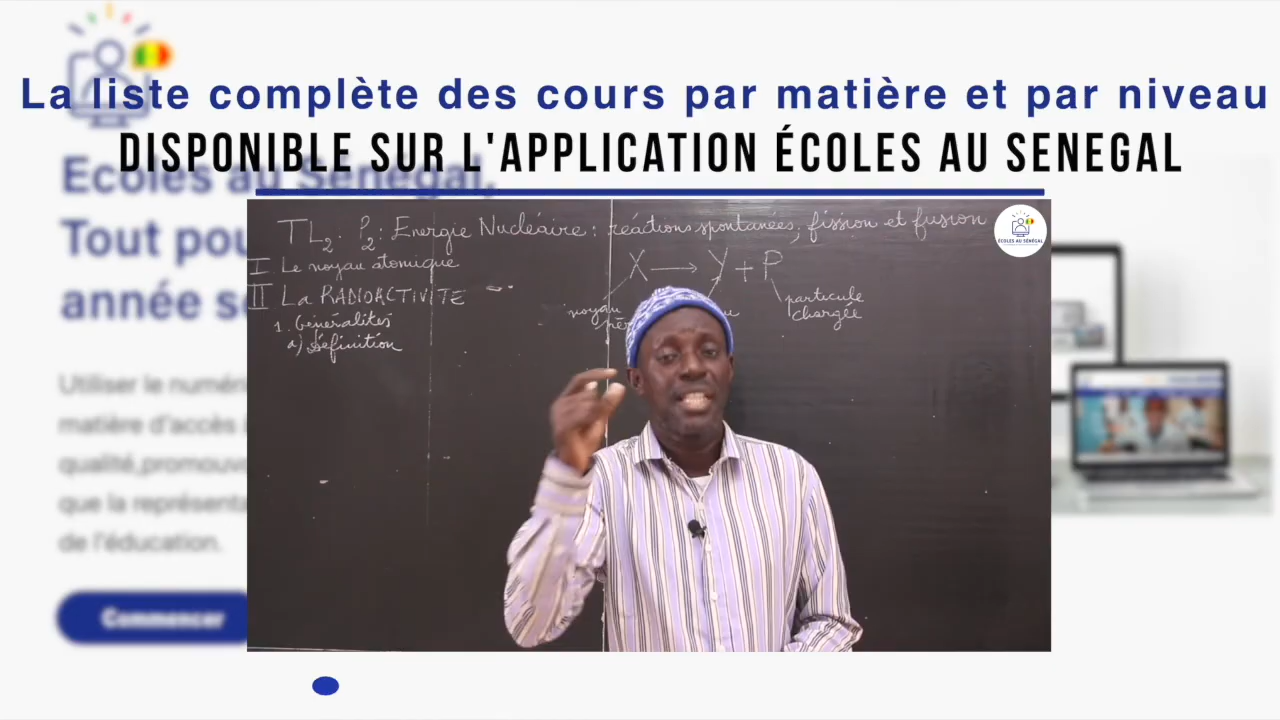 La liste complète des cours par matière et par niveau
DISPONIBLE SUR L'APPLICATION ÉCOLES AU SENEGAL
Ecoles au Sénégal,
Tout pou
année s
Utiliser le numér
matière d'accès
qualité,promouv
que la représenta
de l'éducation.
Commencer
TL2. P2: Energie Nucléaire: réactions spontanées, fission et fusion
I Le noyau atomique
II La RADIOACTIVITE
1. Généralités
a) Définition
X → Y + P
noyau
particule
chargée
ÉCOLES AU SÉNÉGAL